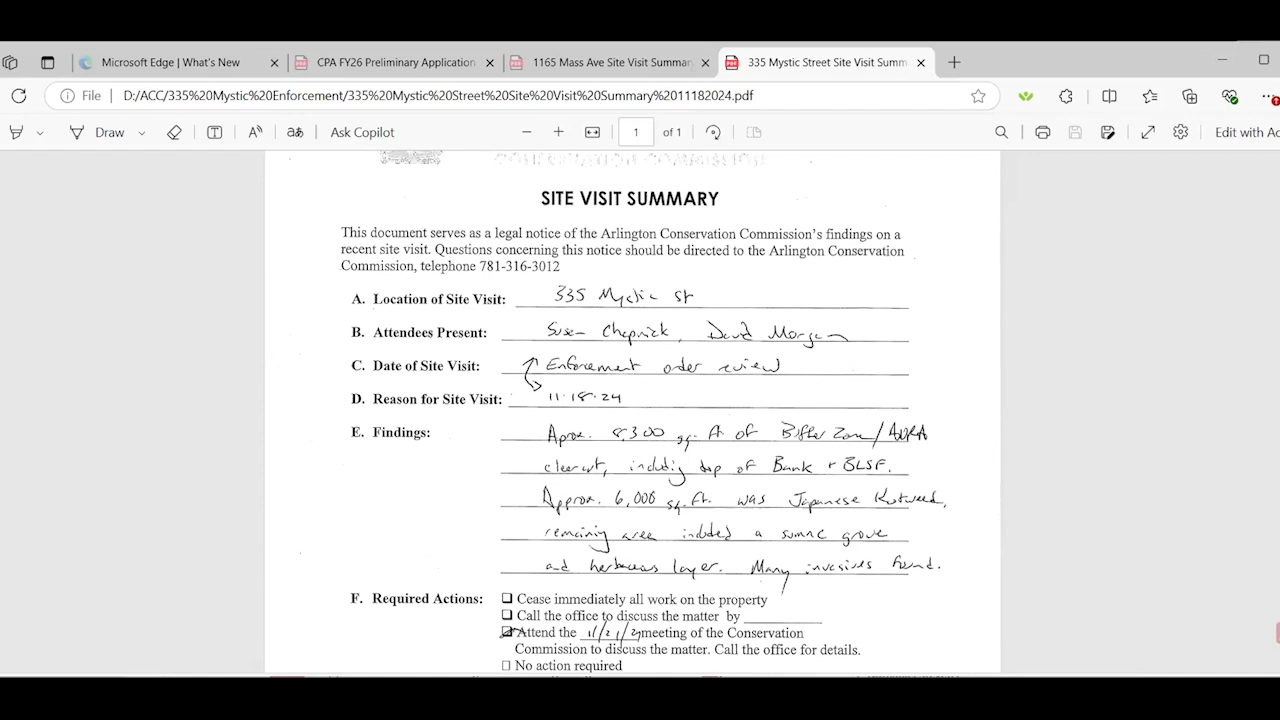 Microsoft Edge | What's New
CPA FY26 Preliminary Application
1165 Mass Ave Site Visit Summar
335 Mystic Street Site Visit Summ
File D:/ACC/335%20Mystic%20Enforcement/335%20Mystic%20Street%20Site%20Visit%20Summary%2011182024.pdf
Draw
Ask Copilot
1 of 1
Edit with Ac
SITE VISIT SUMMARY
This document serves as a legal notice of the Arlington Conservation Commission's findings on a
recent site visit. Questions concerning this notice should be directed to the Arlington Conservation
Commission, telephone 781-316-3012
A. Location of Site Visit: 335 Mystic St
B. Attendees Present: Susan Chapnick, David Morgan
C. Date of Site Visit: Enforcement order review
D. Reason for Site Visit: 11.18.24
E. Findings: Aprox. 8,300 sq. ft of Buffer Zone/AURA
clearcut, including top of Bank + BLSF.
Approx. 6,000 sq. ft. was Japanese Knotweed,
remaining area included a sumac grove
and herbaceous layer. Many invasives found.
F. Required Actions: Cease immediately all work on the property
Call the office to discuss the matter by
Attend the 11/21/24 meeting of the Conservation
Commission to discuss the matter. Call the office for details.
No action required